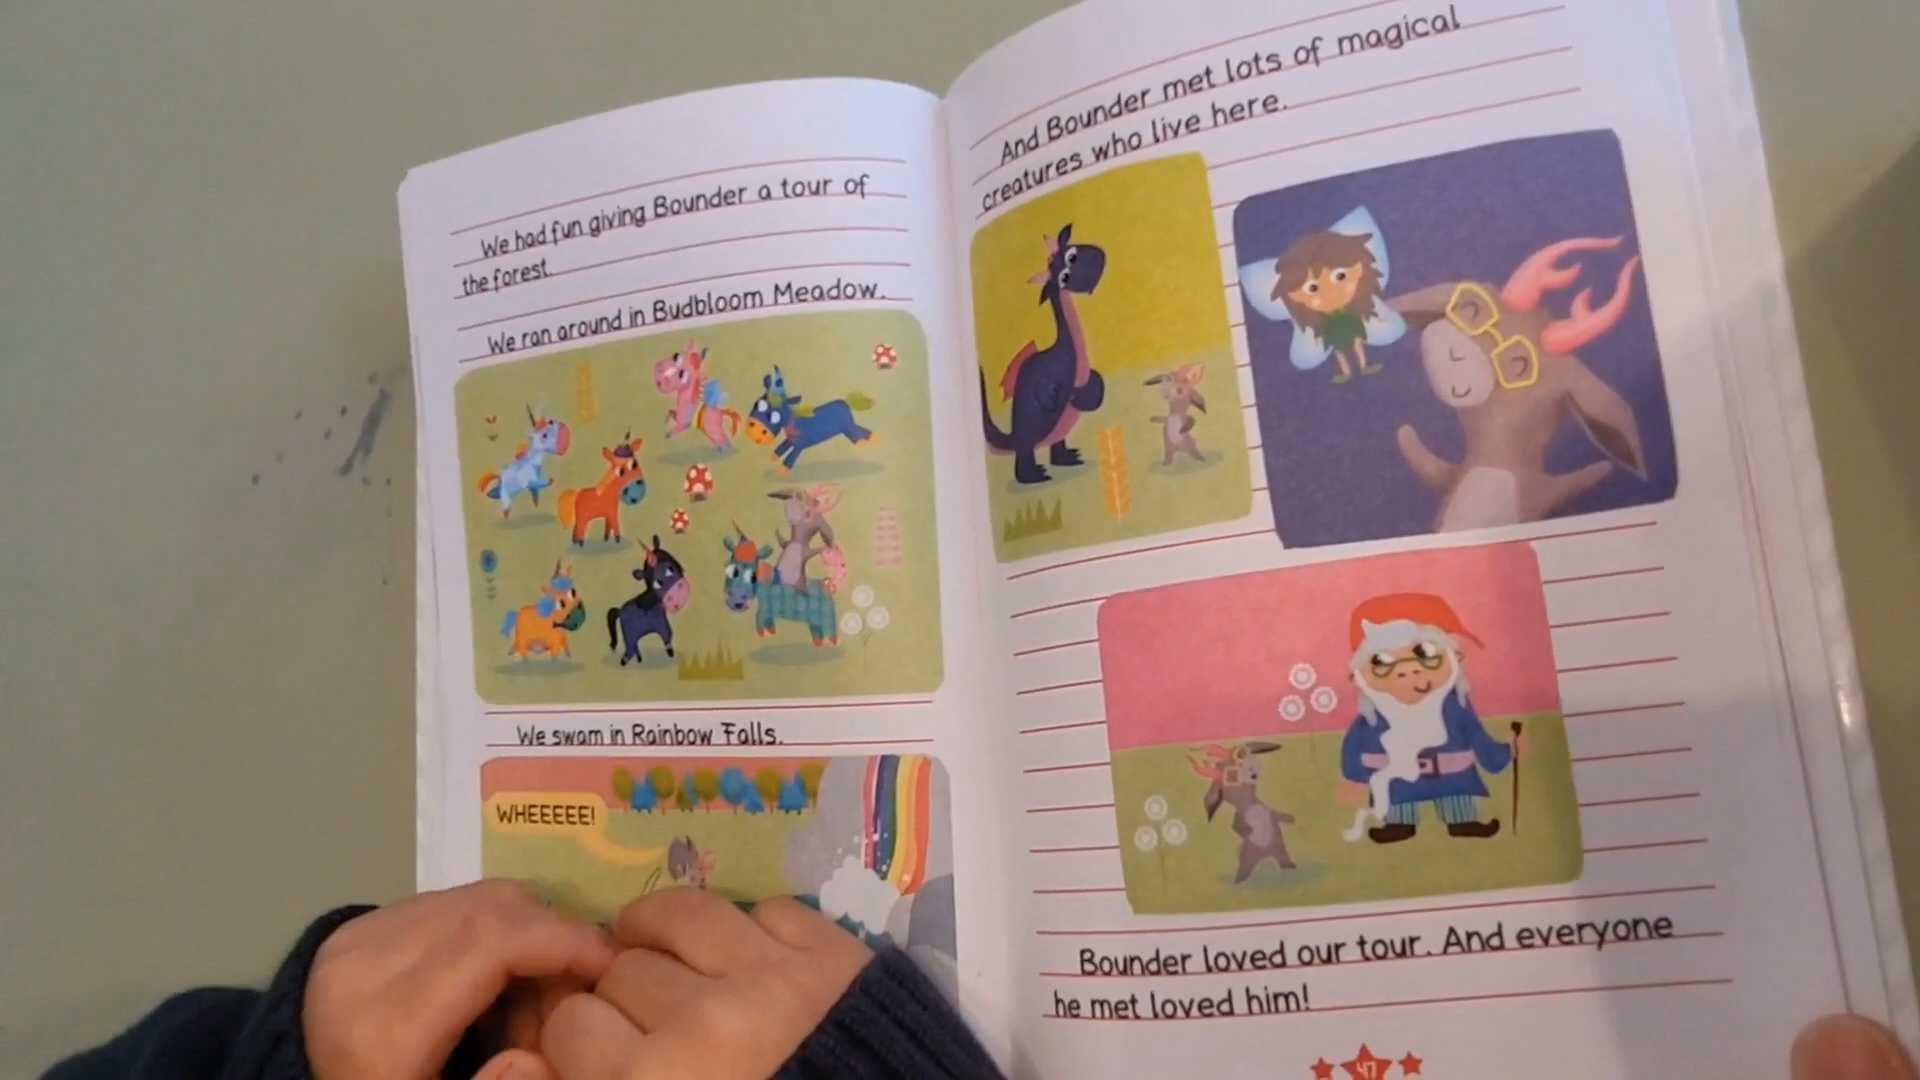 We had fun giving Bounder a tour of
the forest.
We ran around in Budbloom Meadow.
We swam in Rainbow Falls.
WHEEEEE!
And Bounder met lots of magical
creatures who live here.
Bounder loved our tour. And everyone
he met loved him!
47